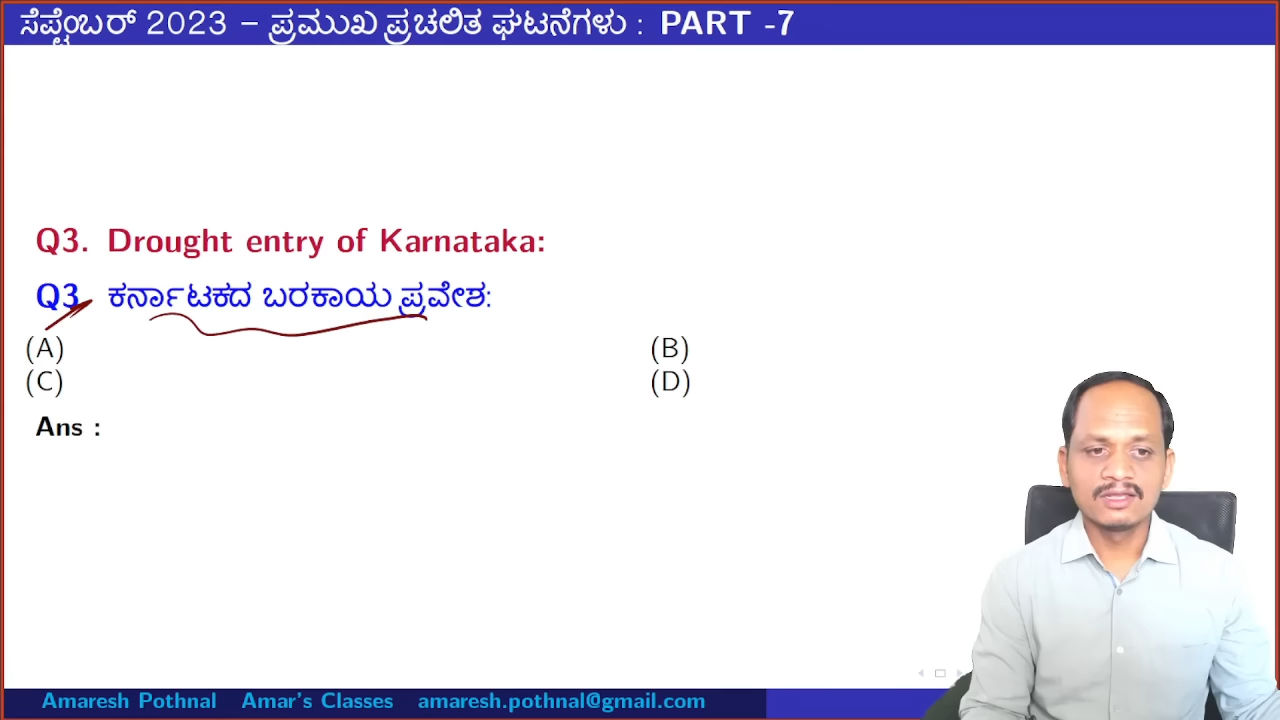 ಸೆಪ್ಟೆಂಬರ್ 2023 – ಪ್ರಮುಖ ಪ್ರಚಲಿತ ಘಟನೆಗಳು : PART -7
Q3. Drought entry of Karnataka:
Q3. ಕರ್ನಾಟಕದ ಬರಕಾಯ ಪ್ರವೇಶ:
(A) (B)
(C) (D)
Ans :
Amaresh Pothnal Amar's Classes amaresh.pothnal@gmail.com